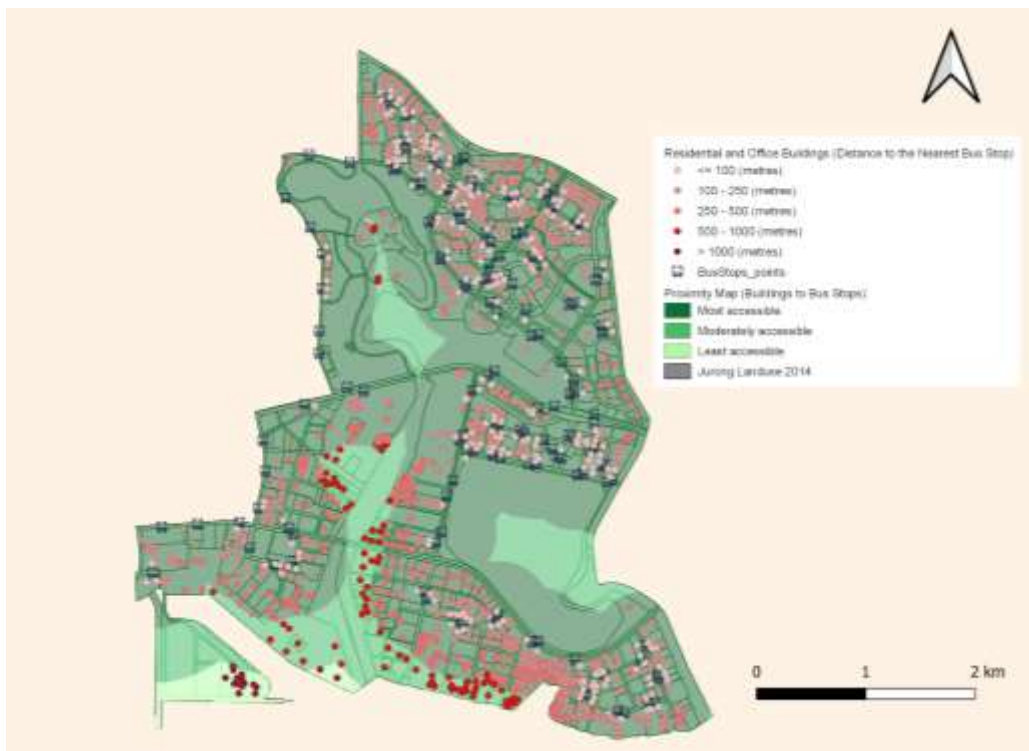 Residential and Office Buildings (Distance to the Nearest Bus Stop)
<= 100 (metres)
100 - 250 (metres)
250 - 500 (metres)
500 - 1000 (metres)
> 1000 (metres)
BusStops_points
Proximity Map (Buildings to Bus Stops)
Most accessible
Moderately accessible
Least accessible
Jurong Landuse 2014
0 1 2 km